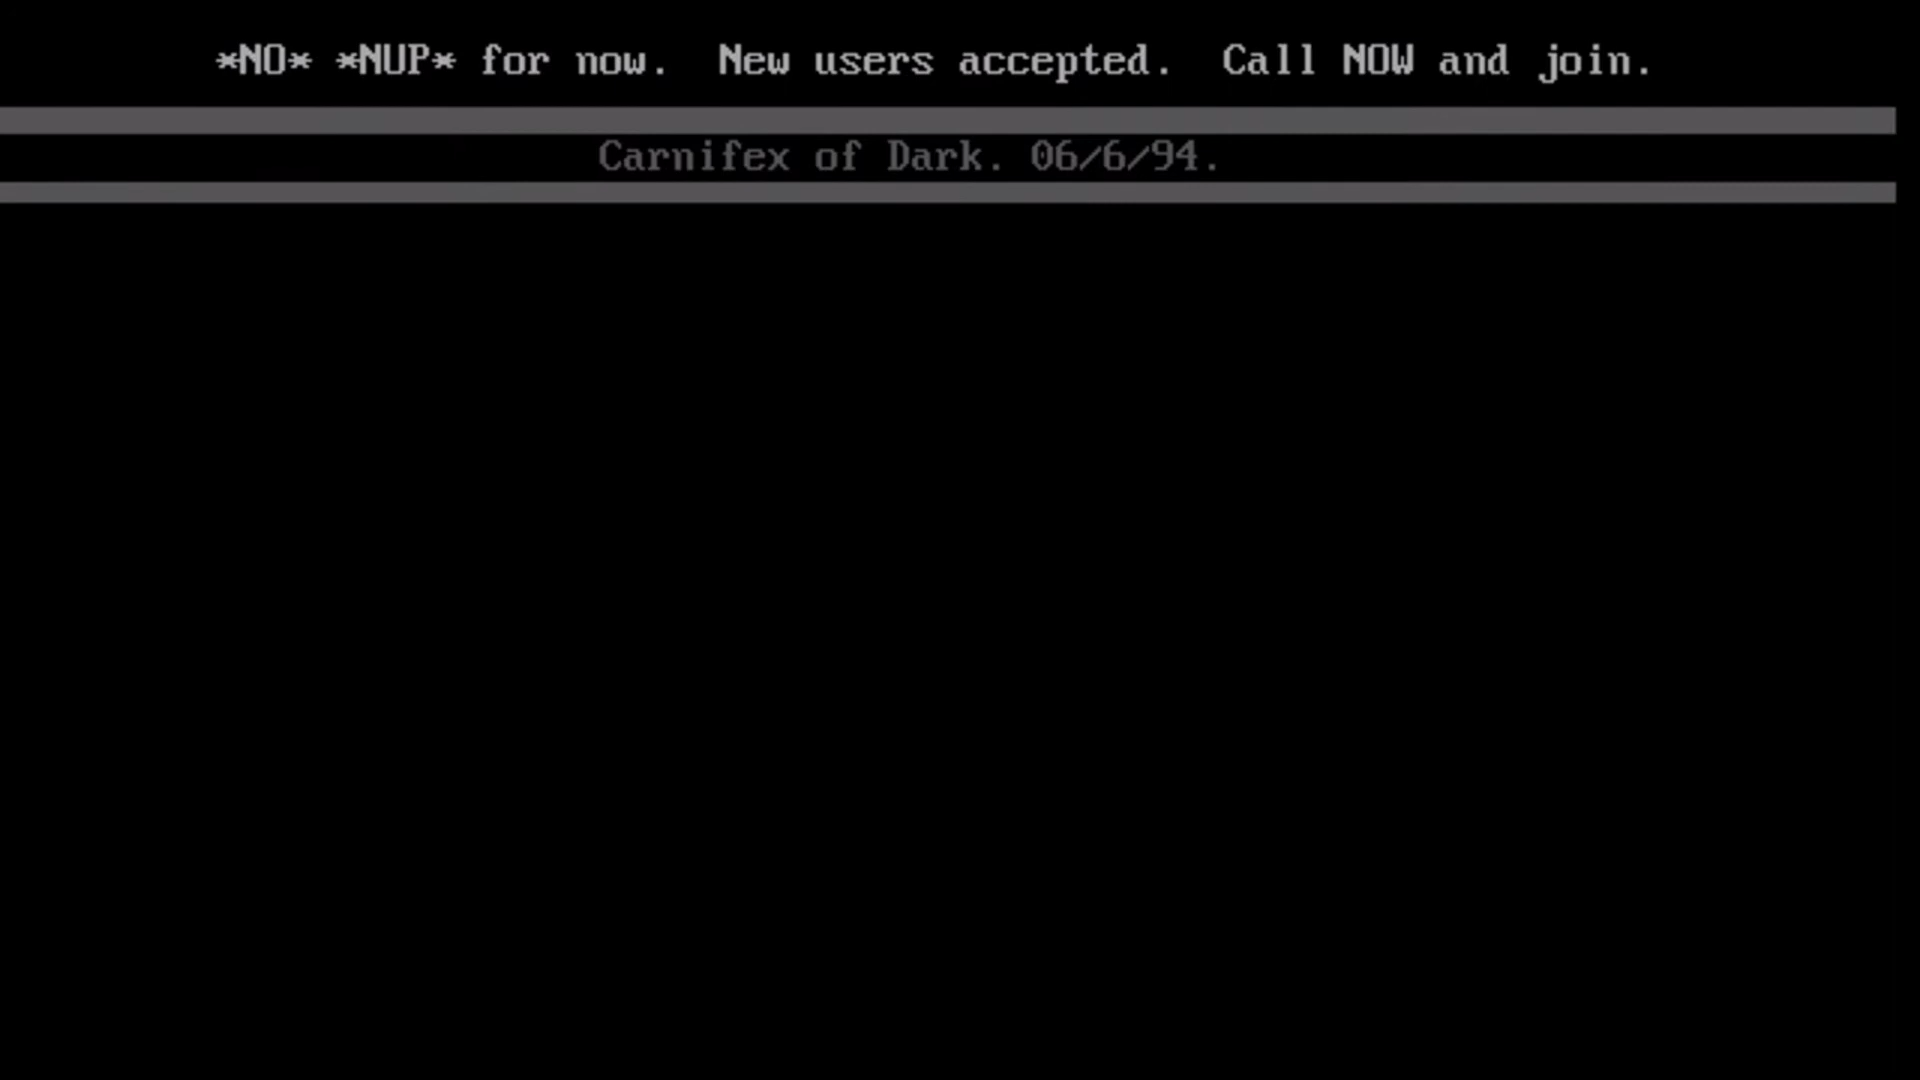 *NO* *NUP* for now.  New users accepted.  Call NOW and join.
Carnifex of Dark. 06/6/94.